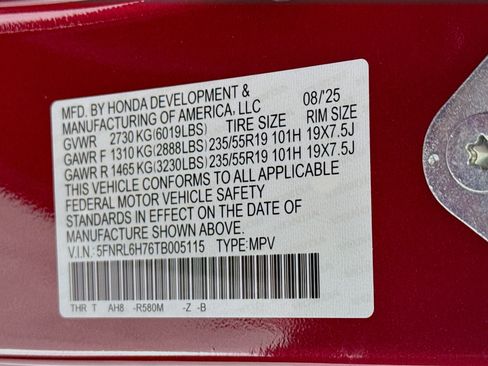 MFD. BY HONDA DEVELOPMENT &
MANUFACTURING OF AMERICA, LLC 08/'25
GVWR 2730 KG(6019LBS) TIRE SIZE RIM SIZE
GAWR F 1310 KG(2888LBS) 235/55R19 101H 19X7.5J
GAWR R 1465 KG(3230LBS) 235/55R19 101H 19X7.5J
THIS VEHICLE CONFORMS TO ALL APPLICABLE
FEDERAL MOTOR VEHICLE SAFETY
STANDARDS IN EFFECT ON THE DATE OF
MANUFACTURE SHOWN ABOVE.
V.I.N.: 5FNRL6H76TB005115 TYPE:MPV
THR T AH8 -R580M -Z -B